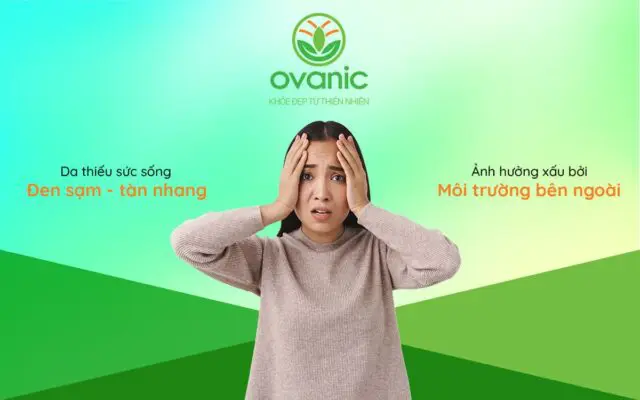 ovanic
KHỎE ĐẸP TỪ THIÊN NHIÊN
Da thiếu sức sống
Đen sạm - tàn nhang
Ảnh hưởng xấu bởi
Môi trường bên ngoài